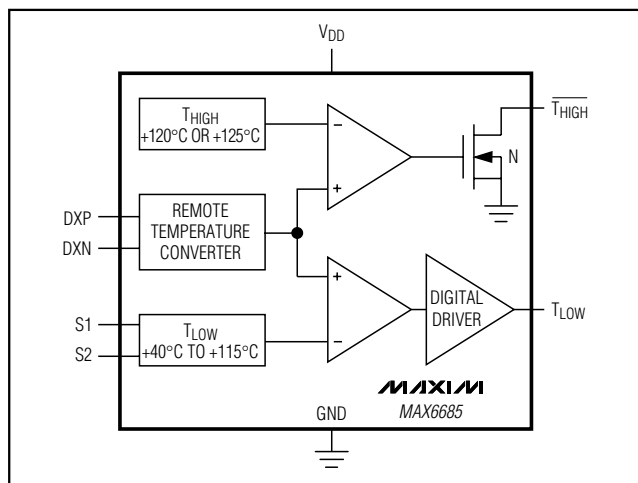 VDD
THIGH
+120°C OR +125°C
THIGH
N
DXP
DXN
REMOTE
TEMPERATURE
CONVERTER
S1
S2
TLOW
+40°C TO +115°C
DIGITAL
DRIVER
TLOW
MAXIM
MAX6685
GND